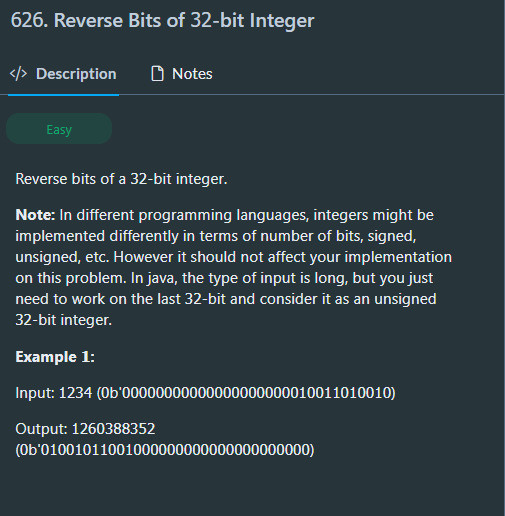 626. Reverse Bits of 32-bit Integer
</> Description Notes
Easy
Reverse bits of a 32-bit integer.
Note: In different programming languages, integers might be
implemented differently in terms of number of bits, signed,
unsigned, etc. However it should not affect your implementation
on this problem. In java, the type of input is long, but you just
need to work on the last 32-bit and consider it as an unsigned
32-bit integer.
Example 1:
Input: 1234 (0b'00000000000000000000010011010010)
Output: 1260388352
(0b'01001011001000000000000000000000)